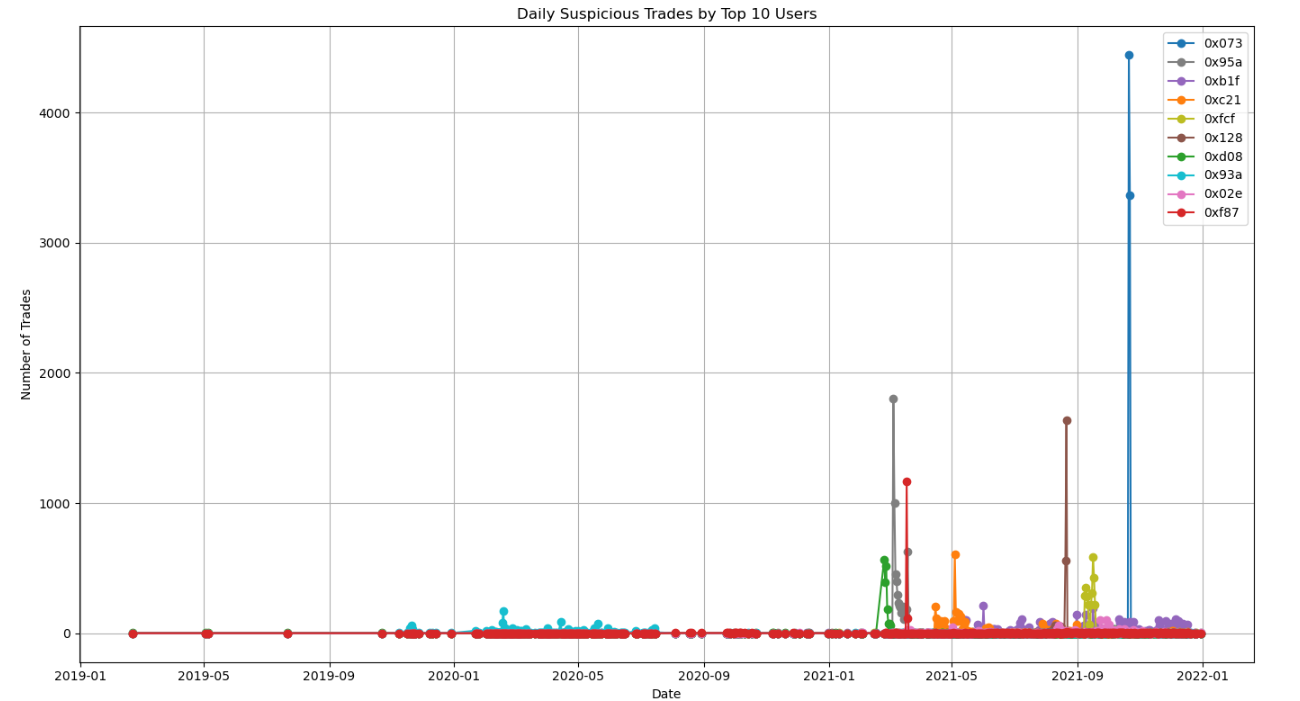 Daily Suspicious Trades by Top 10 Users
0x073
0x95a
0xb1f
0xc21
0xfcf
0x128
0xd08
0x93a
0x02e
0xf87
4000
3000
2000
1000
0
Number of Trades
2019-01 2019-05 2019-09 2020-01 2020-05 2020-09 2021-01 2021-05 2021-09 2022-01
Date